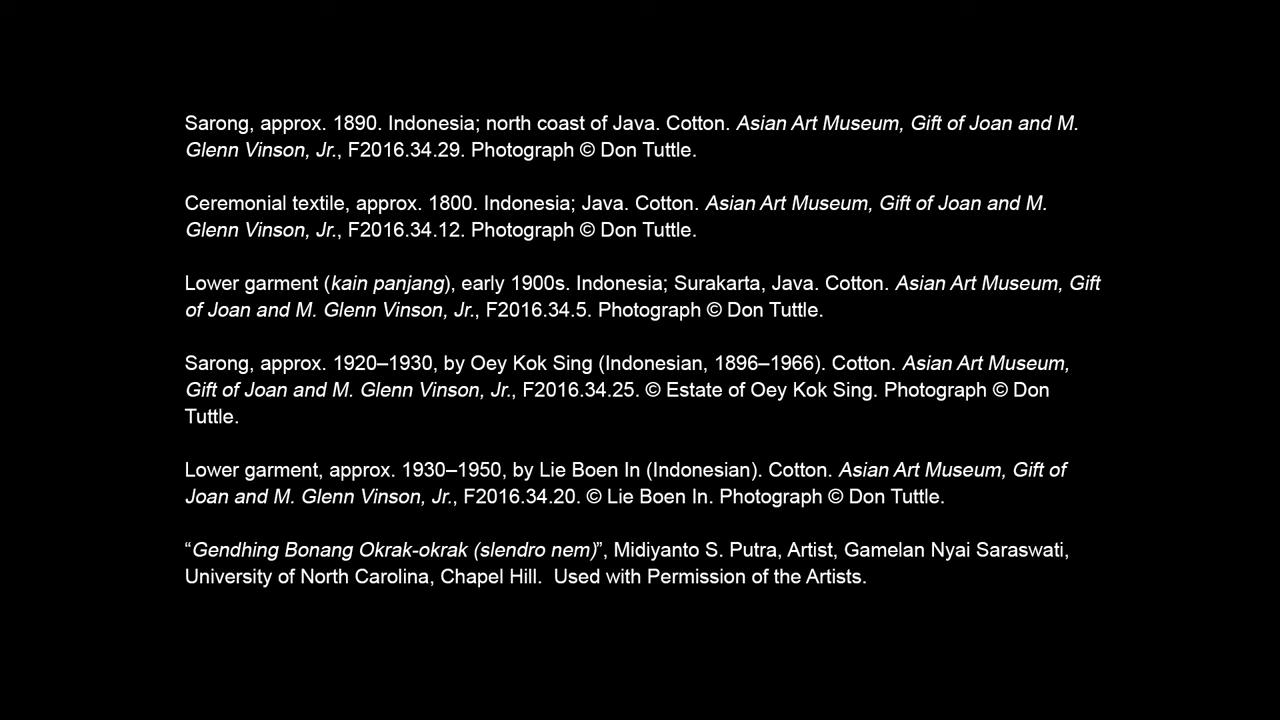 Sarong, approx. 1890. Indonesia; north coast of Java. Cotton. Asian Art Museum, Gift of Joan and M.
Glenn Vinson, Jr., F2016.34.29. Photograph © Don Tuttle.
Ceremonial textile, approx. 1800. Indonesia; Java. Cotton. Asian Art Museum, Gift of Joan and M.
Glenn Vinson, Jr., F2016.34.12. Photograph © Don Tuttle.
Lower garment (kain panjang), early 1900s. Indonesia; Surakarta, Java. Cotton. Asian Art Museum, Gift
of Joan and M. Glenn Vinson, Jr., F2016.34.5. Photograph © Don Tuttle.
Sarong, approx. 1920–1930, by Oey Kok Sing (Indonesian, 1896–1966). Cotton. Asian Art Museum,
Gift of Joan and M. Glenn Vinson, Jr., F2016.34.25. © Estate of Oey Kok Sing. Photograph © Don
Tuttle.
Lower garment, approx. 1930–1950, by Lie Boen In (Indonesian). Cotton. Asian Art Museum, Gift of
Joan and M. Glenn Vinson, Jr., F2016.34.20. © Lie Boen In. Photograph © Don Tuttle.
“Gendhing Bonang Okrak-okrak (slendro nem)”, Midiyanto S. Putra, Artist, Gamelan Nyai Saraswati,
University of North Carolina, Chapel Hill.  Used with Permission of the Artists.